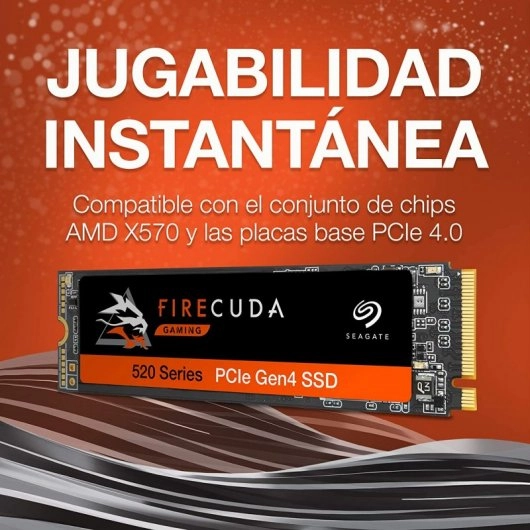 JUGABILIDAD
INSTANTÁNEA
Compatible con el conjunto de chips
AMD X570 y las placas base PCIe 4.0
FIRECUDA
GAMING
SEAGATE
520 Series PCIe Gen4 SSD